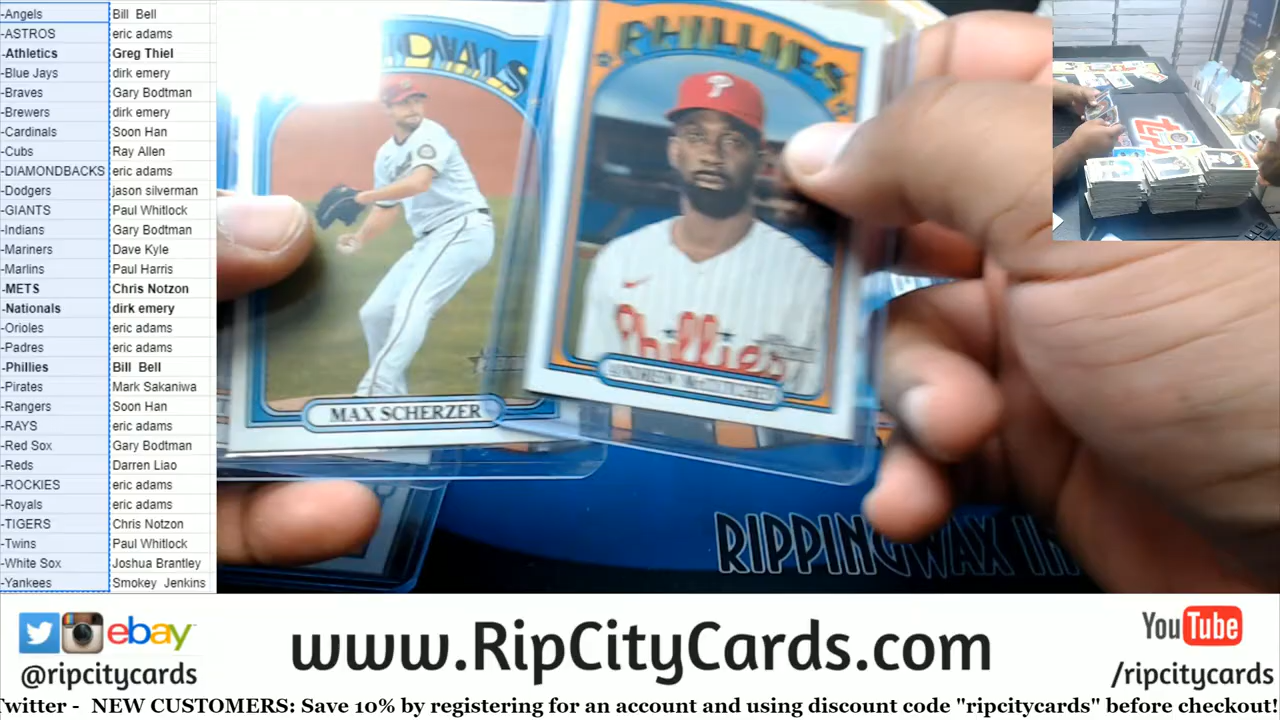 -Angels Bill Bell
-ASTROS eric adams
-Athletics Greg Thiel
-Blue Jays dirk emery
-Braves Gary Bodtman
-Brewers dirk emery
-Cardinals Soon Han
-Cubs Ray Allen
-DIAMONDBACKS eric adams
-Dodgers jason silverman
-GIANTS Paul Whitlock
-Indians Gary Bodtman
-Mariners Dave Kyle
-Marlins Paul Harris
-METS Chris Notzon
-Nationals dirk emery
-Orioles eric adams
-Padres eric adams
-Phillies Bill Bell
-Pirates Mark Sakaniwa
-Rangers Soon Han
-RAYS eric adams
-Red Sox Gary Bodtman
-Reds Darren Liao
-ROCKIES eric adams
-Royals eric adams
-TIGERS Chris Notzon
-Twins Paul Whitlock
-White Sox Joshua Brantley
-Yankees Smokey Jenkins
PHILLIES
P
Phillies
ANDREW McCUTCHEN
MAX SCHERZER
RIPPINGWAX
ebay
@ripcitycards
www.RipCityCards.com
YouTube
/ripcitycards
Twitter - NEW CUSTOMERS: Save 10% by registering for an account and using discount code "ripcitycards" before checkout!